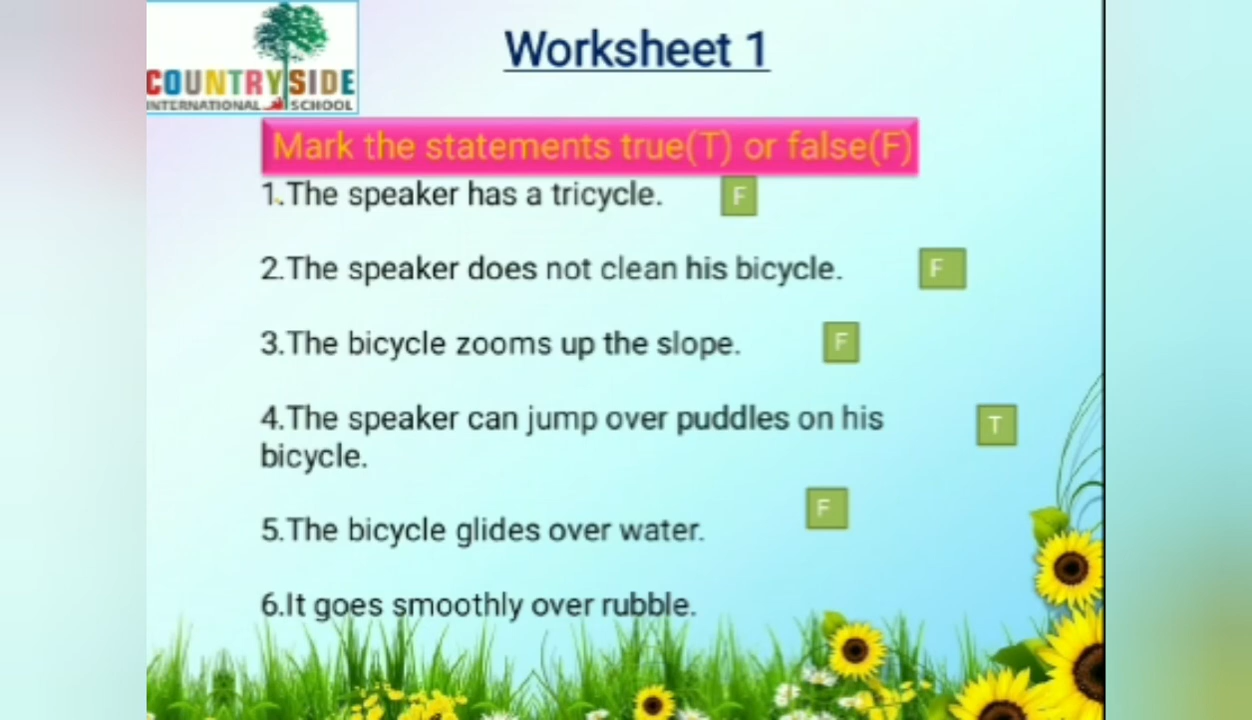 COUNTRYSIDE
INTERNATIONAL SCHOOL
Worksheet 1
Mark the statements true(T) or false(F)
1.The speaker has a tricycle. F
2.The speaker does not clean his bicycle. F
3.The bicycle zooms up the slope. F
4.The speaker can jump over puddles on his T
bicycle.
5.The bicycle glides over water. F
6.It goes smoothly over rubble.